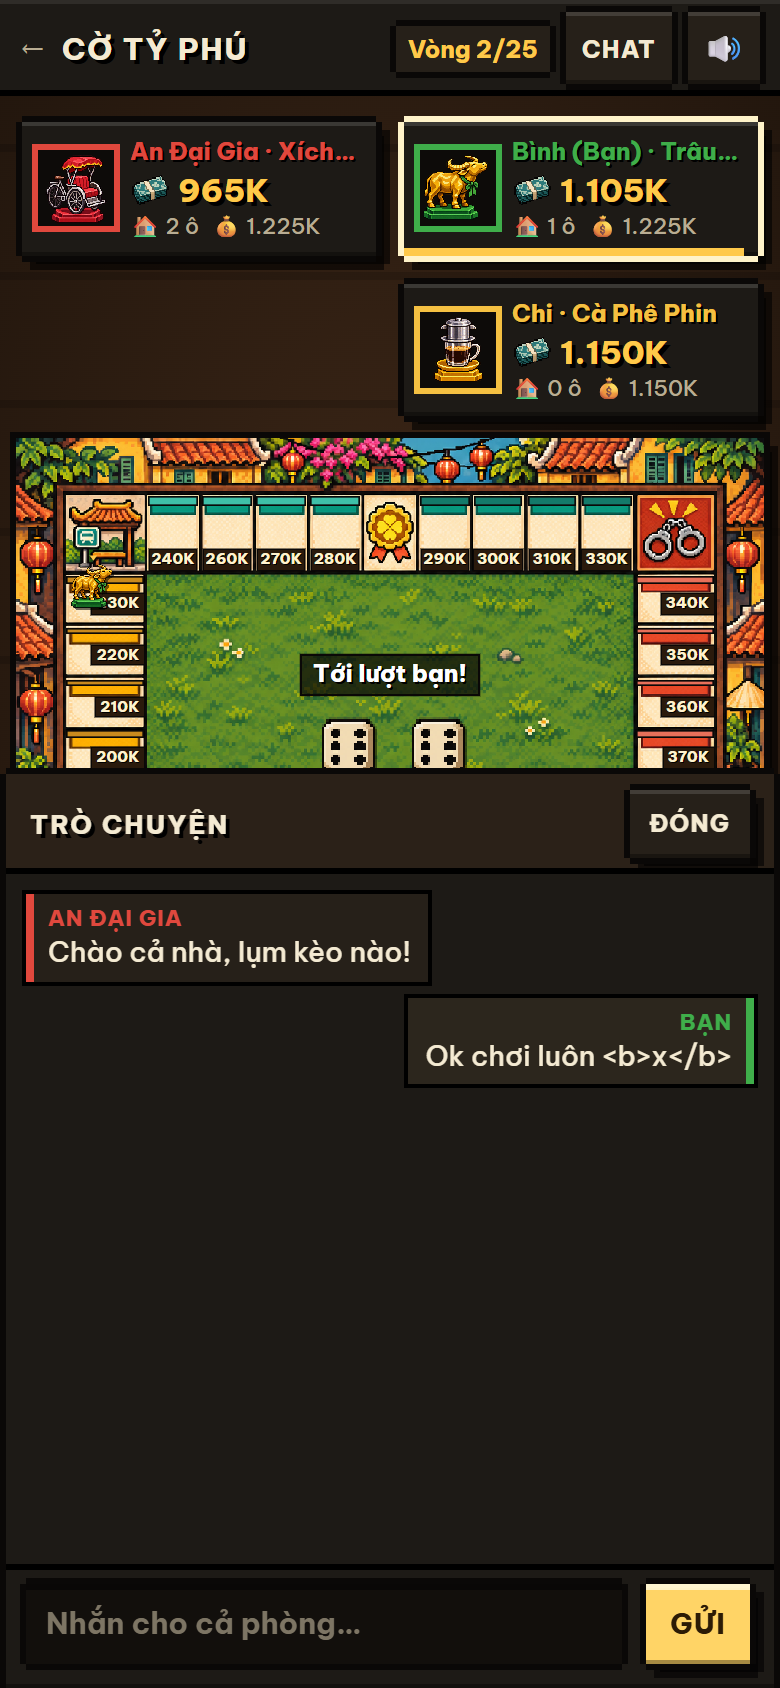 ← CỜ TỶ PHÚ
Vòng 2/25
CHAT
An Đại Gia · Xích...
965K
2 ô 1.225K
Bình (Bạn) · Trâu...
1.105K
1 ô 1.225K
Chi · Cà Phê Phin
1.150K
0 ô 1.150K
240K 260K 270K 280K 290K 300K 310K 330K
30K 340K
220K 350K
Tới lượt bạn!
210K 360K
200K 370K
TRÒ CHUYỆN
ĐÓNG
AN ĐẠI GIA
Chào cả nhà, lụm kèo nào!
BẠN
Ok chơi luôn <b>x</b>
Nhắn cho cả phòng...
GỬI